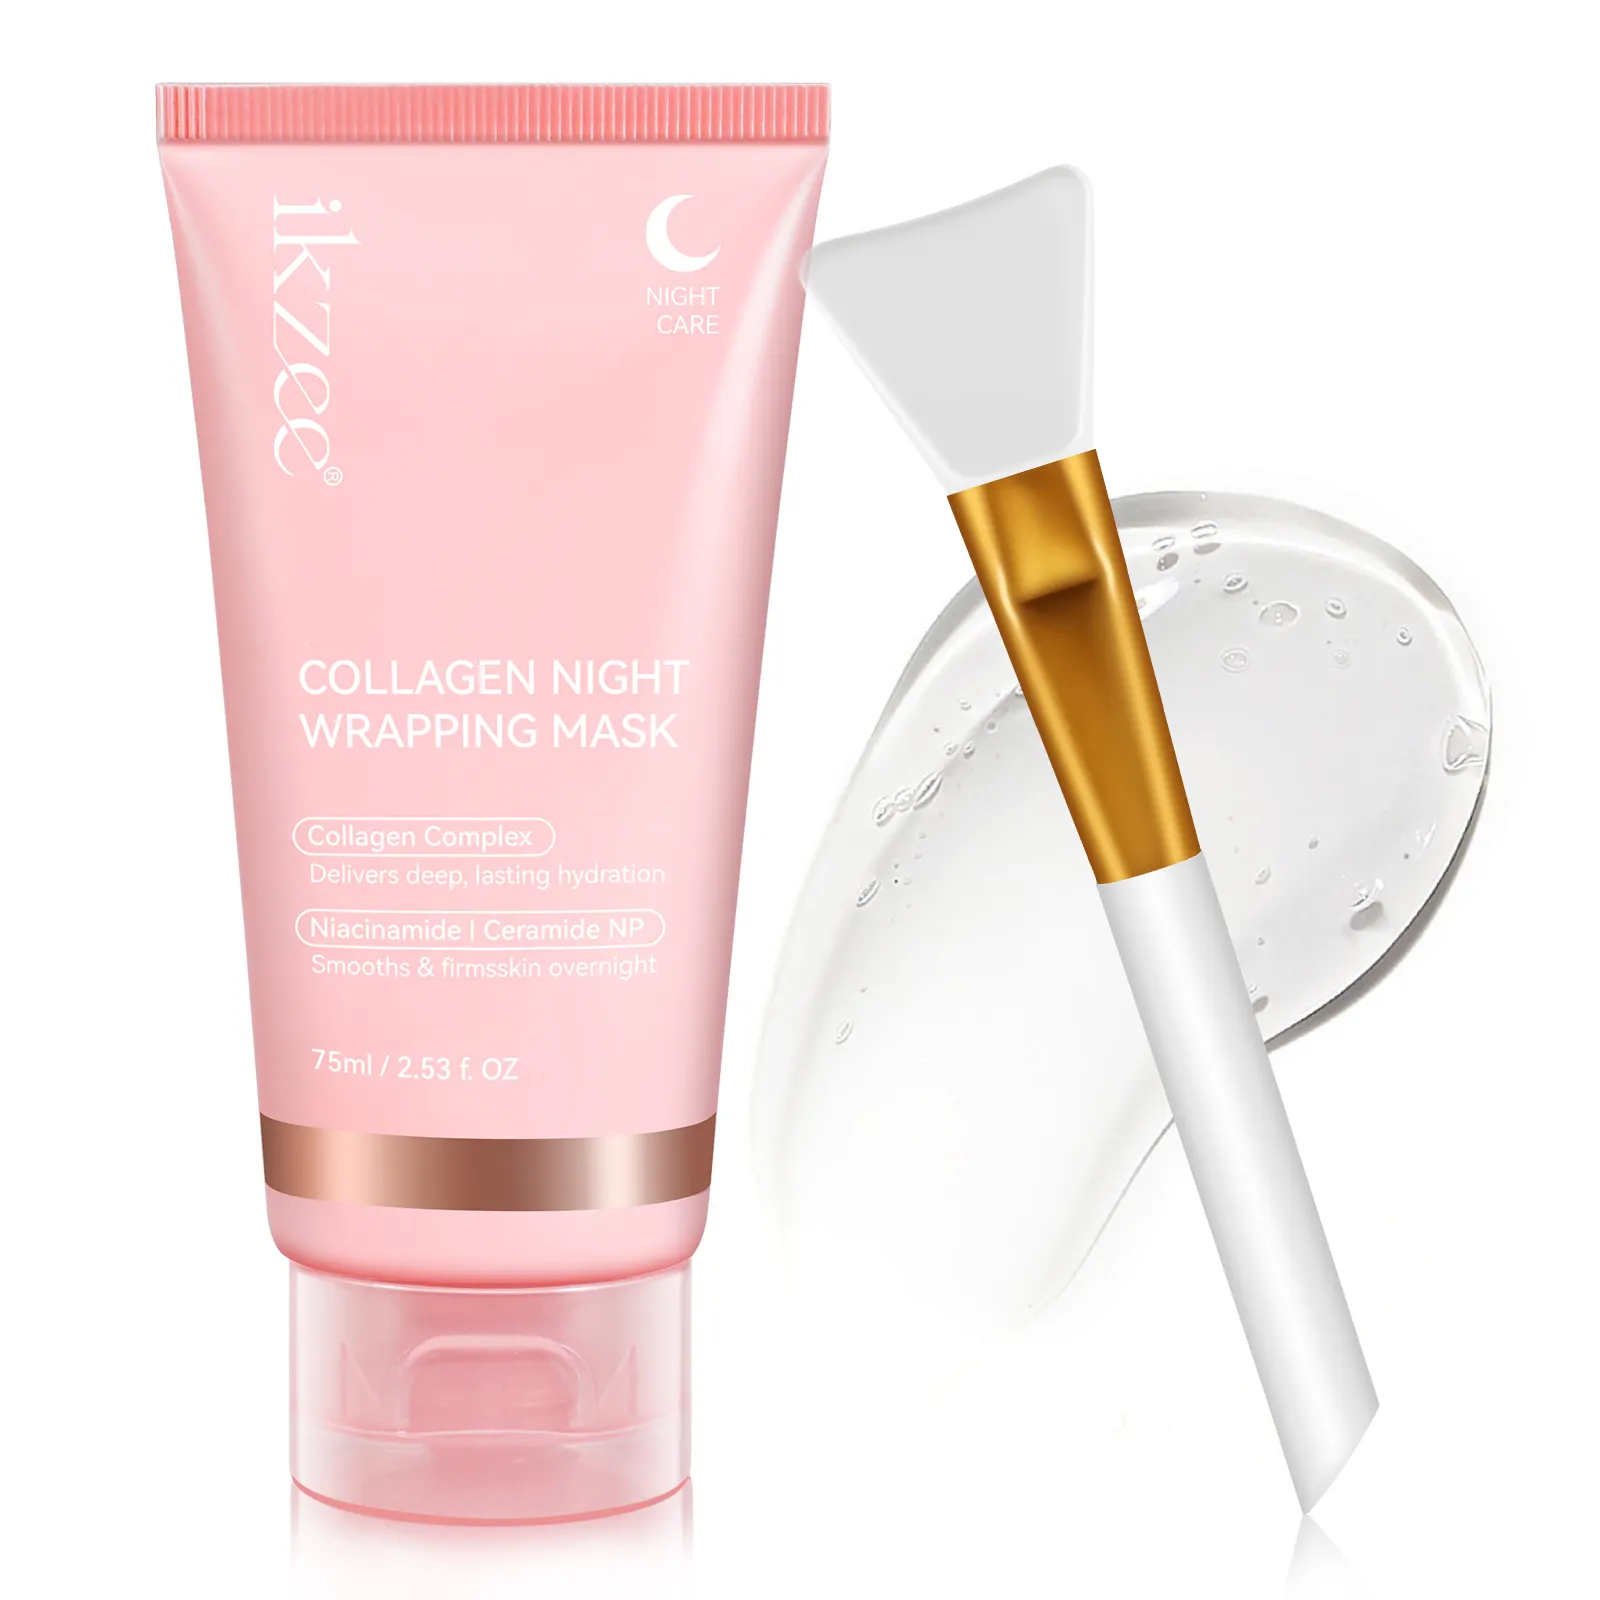 ikzee®
NIGHT
CARE
COLLAGEN NIGHT
WRAPPING MASK
Collagen Complex
Delivers deep, lasting hydration
Niacinamide | Ceramide NP
Smooths & firmsskin overnight
75ml / 2.53 f. OZ